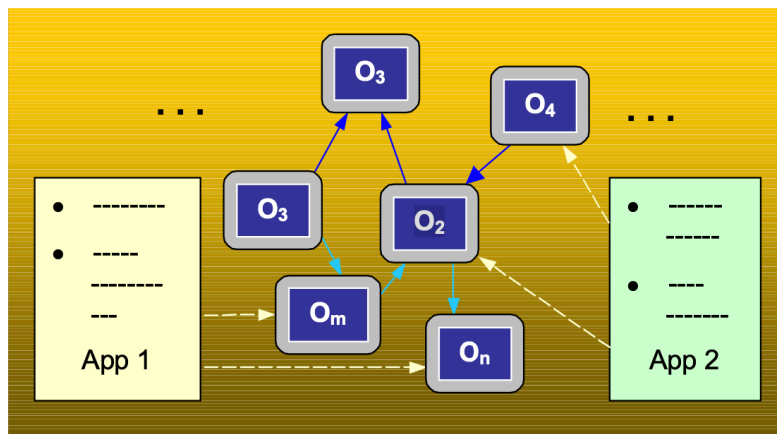 O₃
O₄
. . .
. . .
O₃
O₂
Oₘ
Oₙ
• --------
• -----
--------
---
App 1
• ------
------
• ----
-------
App 2